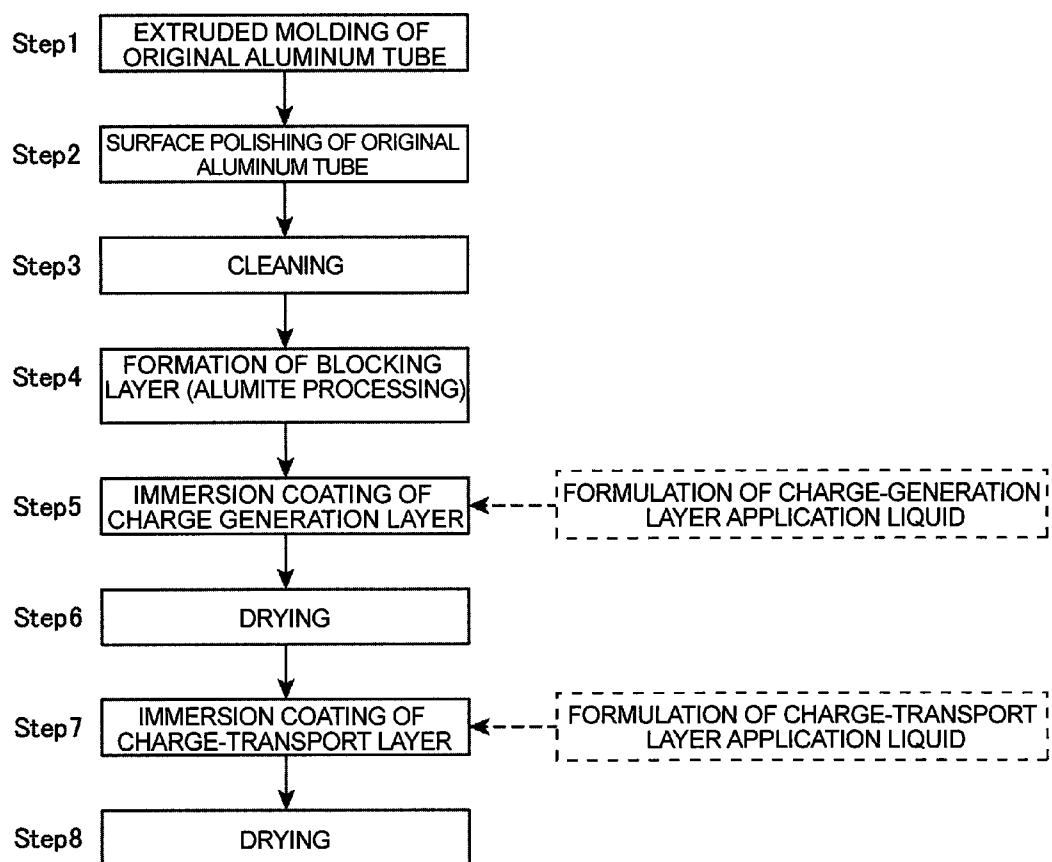 Step1
EXTRUDED MOLDING OF
ORIGINAL ALUMINUM TUBE
Step2
SURFACE POLISHING OF ORIGINAL
ALUMINUM TUBE
Step3
CLEANING
Step4
FORMATION OF BLOCKING
LAYER (ALUMITE PROCESSING)
Step5
IMMERSION COATING OF
CHARGE GENERATION LAYER
FORMULATION OF CHARGE-GENERATION
LAYER APPLICATION LIQUID
Step6
DRYING
Step7
IMMERSION COATING OF
CHARGE-TRANSPORT LAYER
FORMULATION OF CHARGE-TRANSPORT
LAYER APPLICATION LIQUID
Step8
DRYING